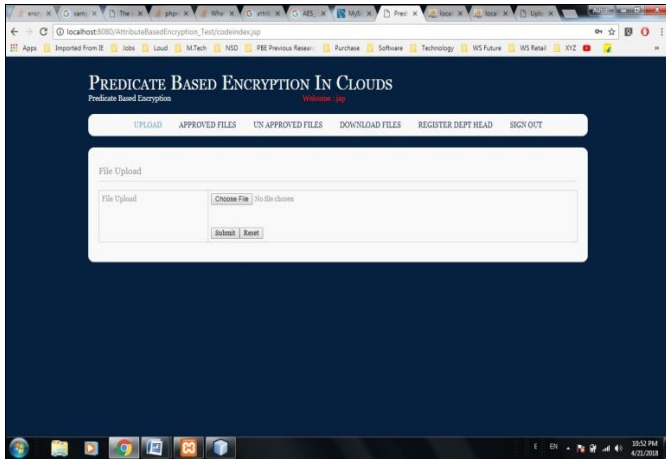 localhost:8080/AttributeBasedEncryption_Test/codeindex.jsp
Apps Imported From IE Jobs Loud M.Tech NSD PBE Previous Resear Purchase Software Technology WS Future WS Retail XYZ
PREDICATE BASED ENCRYPTION IN CLOUDS
Predicate Based Encryption Welcome : jsp
UPLOAD APPROVED FILES UN APPROVED FILES DOWNLOAD FILES REGISTER DEPT HEAD SIGN OUT
File Upload
File Upload Choose File No file chosen
Submit Reset
EN 10:52 PM
4/21/2018